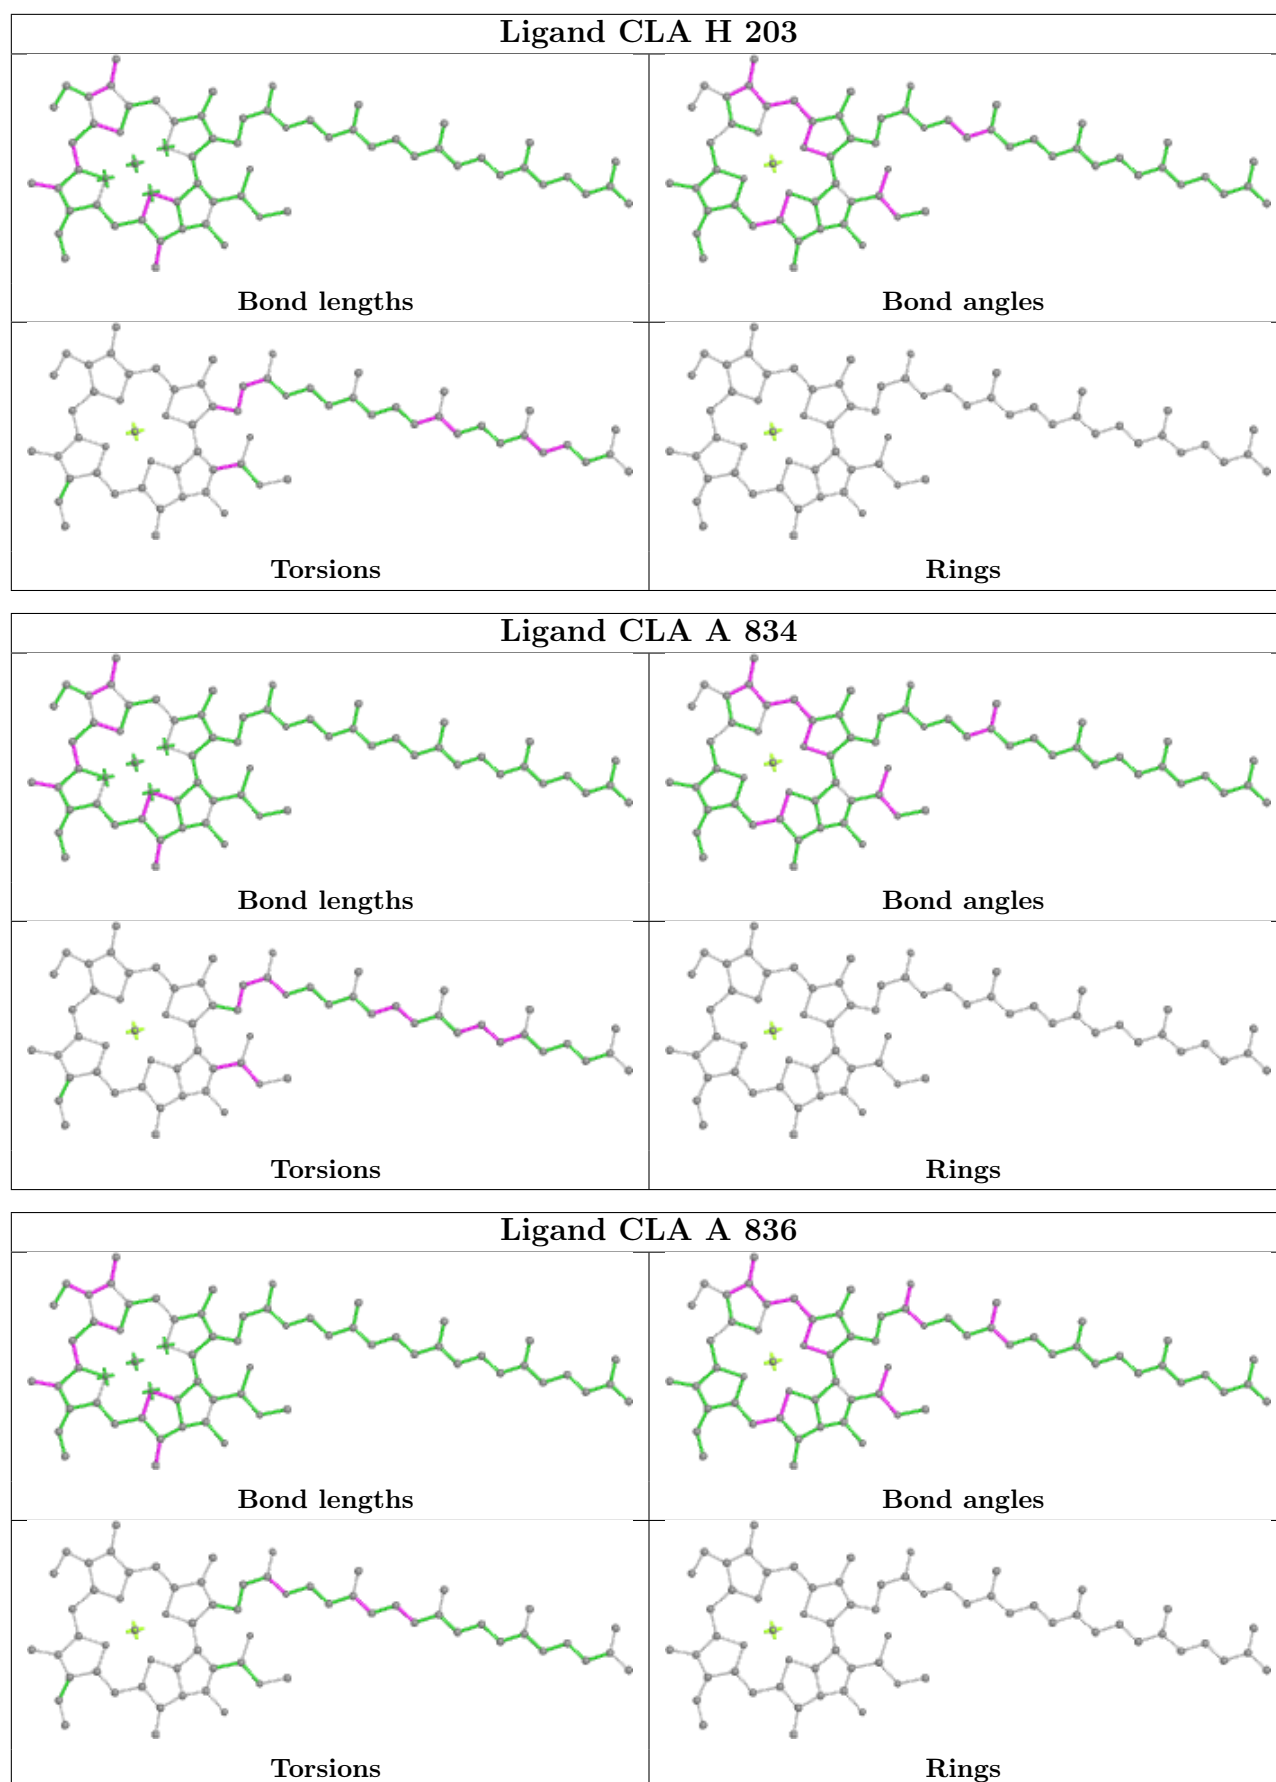 Ligand CLA H 203
Bond lengths
Bond angles
Torsions
Rings
Ligand CLA A 834
Bond lengths
Bond angles
Torsions
Rings
Ligand CLA A 836
Bond lengths
Bond angles
Torsions
Rings